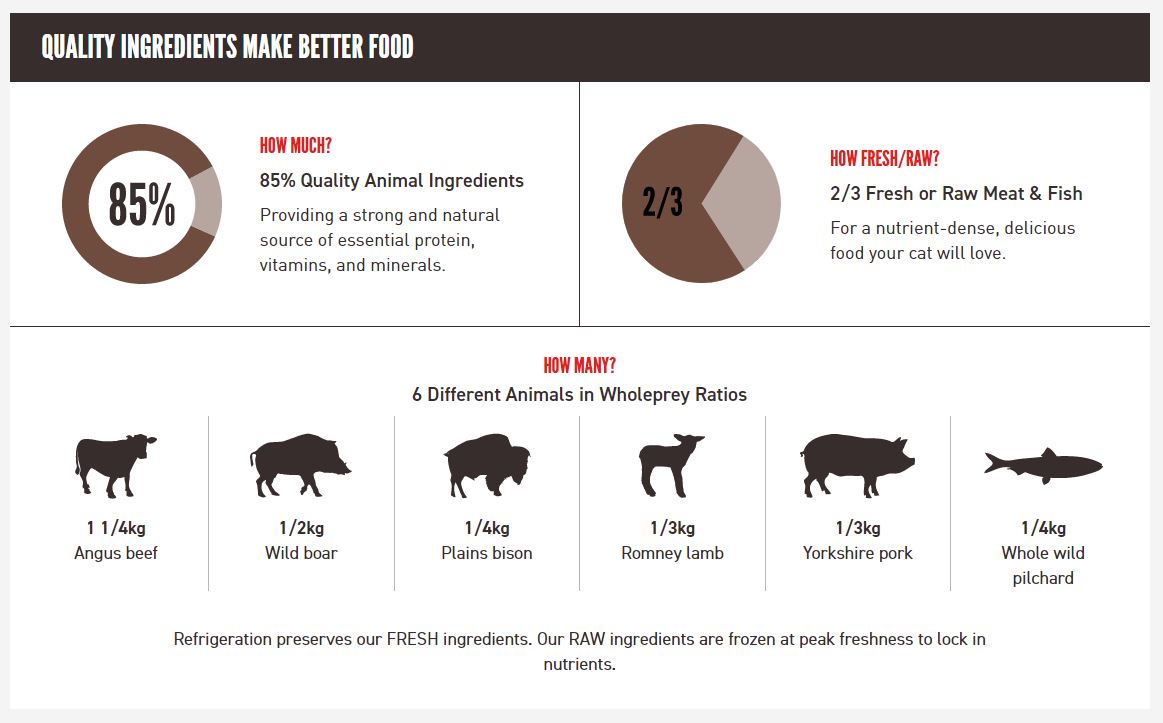 QUALITY INGREDIENTS MAKE BETTER FOOD
85%
HOW MUCH?
85% Quality Animal Ingredients
Providing a strong and natural
source of essential protein,
vitamins, and minerals.
2/3
HOW FRESH/RAW?
2/3 Fresh or Raw Meat & Fish
For a nutrient-dense, delicious
food your cat will love.
HOW MANY?
6 Different Animals in Wholeprey Ratios
1 1/4kg
Angus beef
1/2kg
Wild boar
1/4kg
Plains bison
1/3kg
Romney lamb
1/3kg
Yorkshire pork
1/4kg
Whole wild
pilchard
Refrigeration preserves our FRESH ingredients. Our RAW ingredients are frozen at peak freshness to lock in
nutrients.